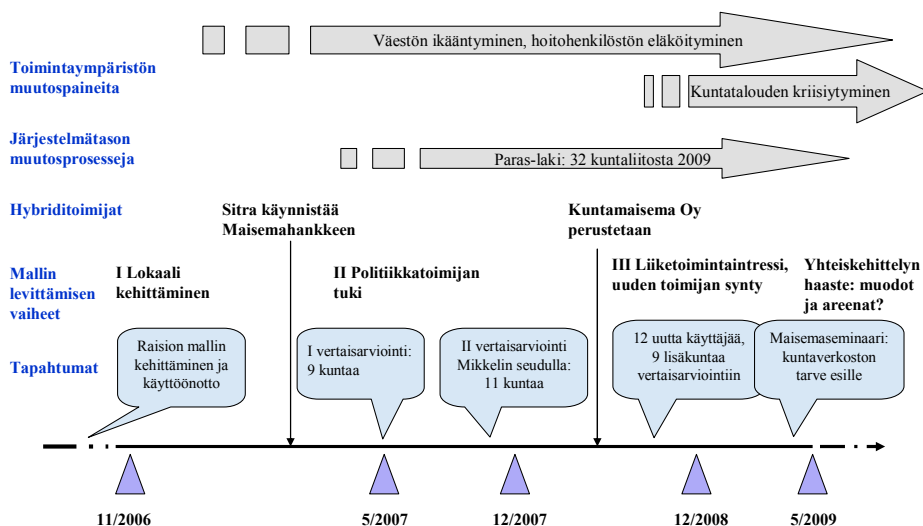 Väestön ikääntyminen, hoitohenkilöstön eläköityminen
Toimintaympäristön
muutospaineita
Kuntatalouden kriisiytyminen
Järjestelmätason
muutosprosesseja
Paras-laki: 32 kuntaliitosta 2009
Hybriditoimijat
Sitra käynnistää
Maisemahankkeen
Kuntamaisema Oy
perustetaan
Mallin
levittämisen
vaiheet
I Lokaali
kehittäminen
II Politiikkatoimijan
tuki
III Liiketoimintaintressi,
uuden toimijan synty
Yhteiskehittelyn
haaste: muodot
ja areenat?
Tapahtumat
Raision mallin
kehittäminen ja
käyttöönotto
I vertaisarviointi:
9 kuntaa
II vertaisarviointi
Mikkelin seudulla:
11 kuntaa
12 uutta käyttäjää,
9 lisäkuntaa
vertaisarviointiin
Maisemaseminaari:
kuntaverkoston
tarve esille
11/2006
5/2007
12/2007
12/2008
5/2009